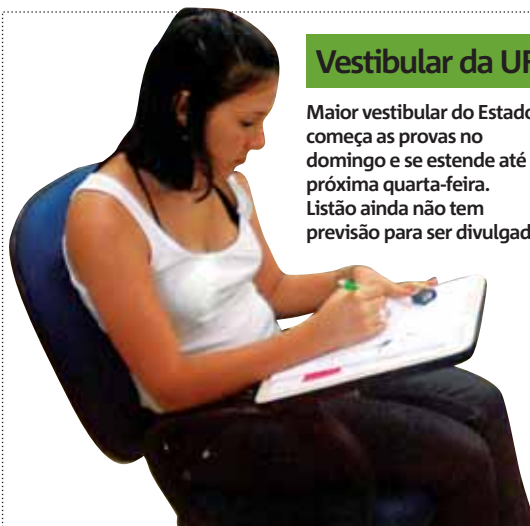 Vestibular da UF
Maior vestibular do Estado
começa as provas no
domingo e se estende até
próxima quarta-feira.
Listão ainda não tem
previsão para ser divulgad